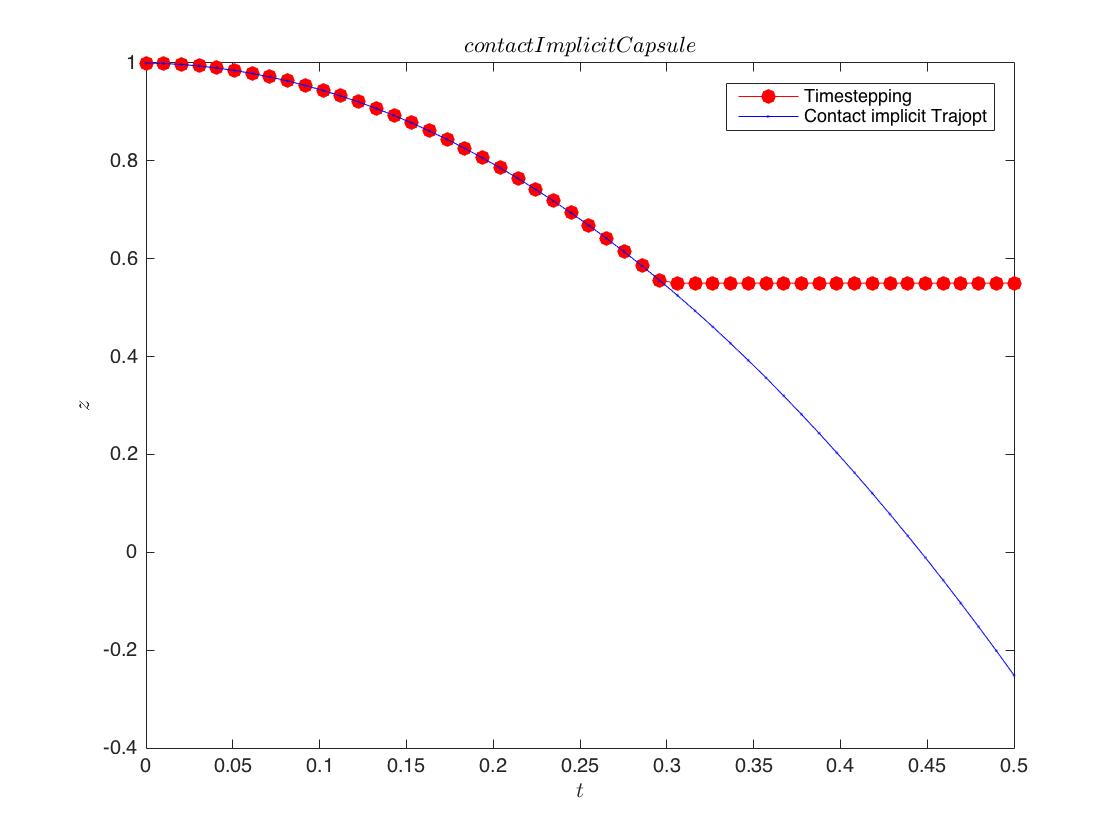 contactImplicitCapsule
1
0.8
0.6
0.4
0.2
0
-0.2
-0.4
z
Timestepping
Contact implicit Trajopt
0 0.05 0.1 0.15 0.2 0.25 0.3 0.35 0.4 0.45 0.5
t